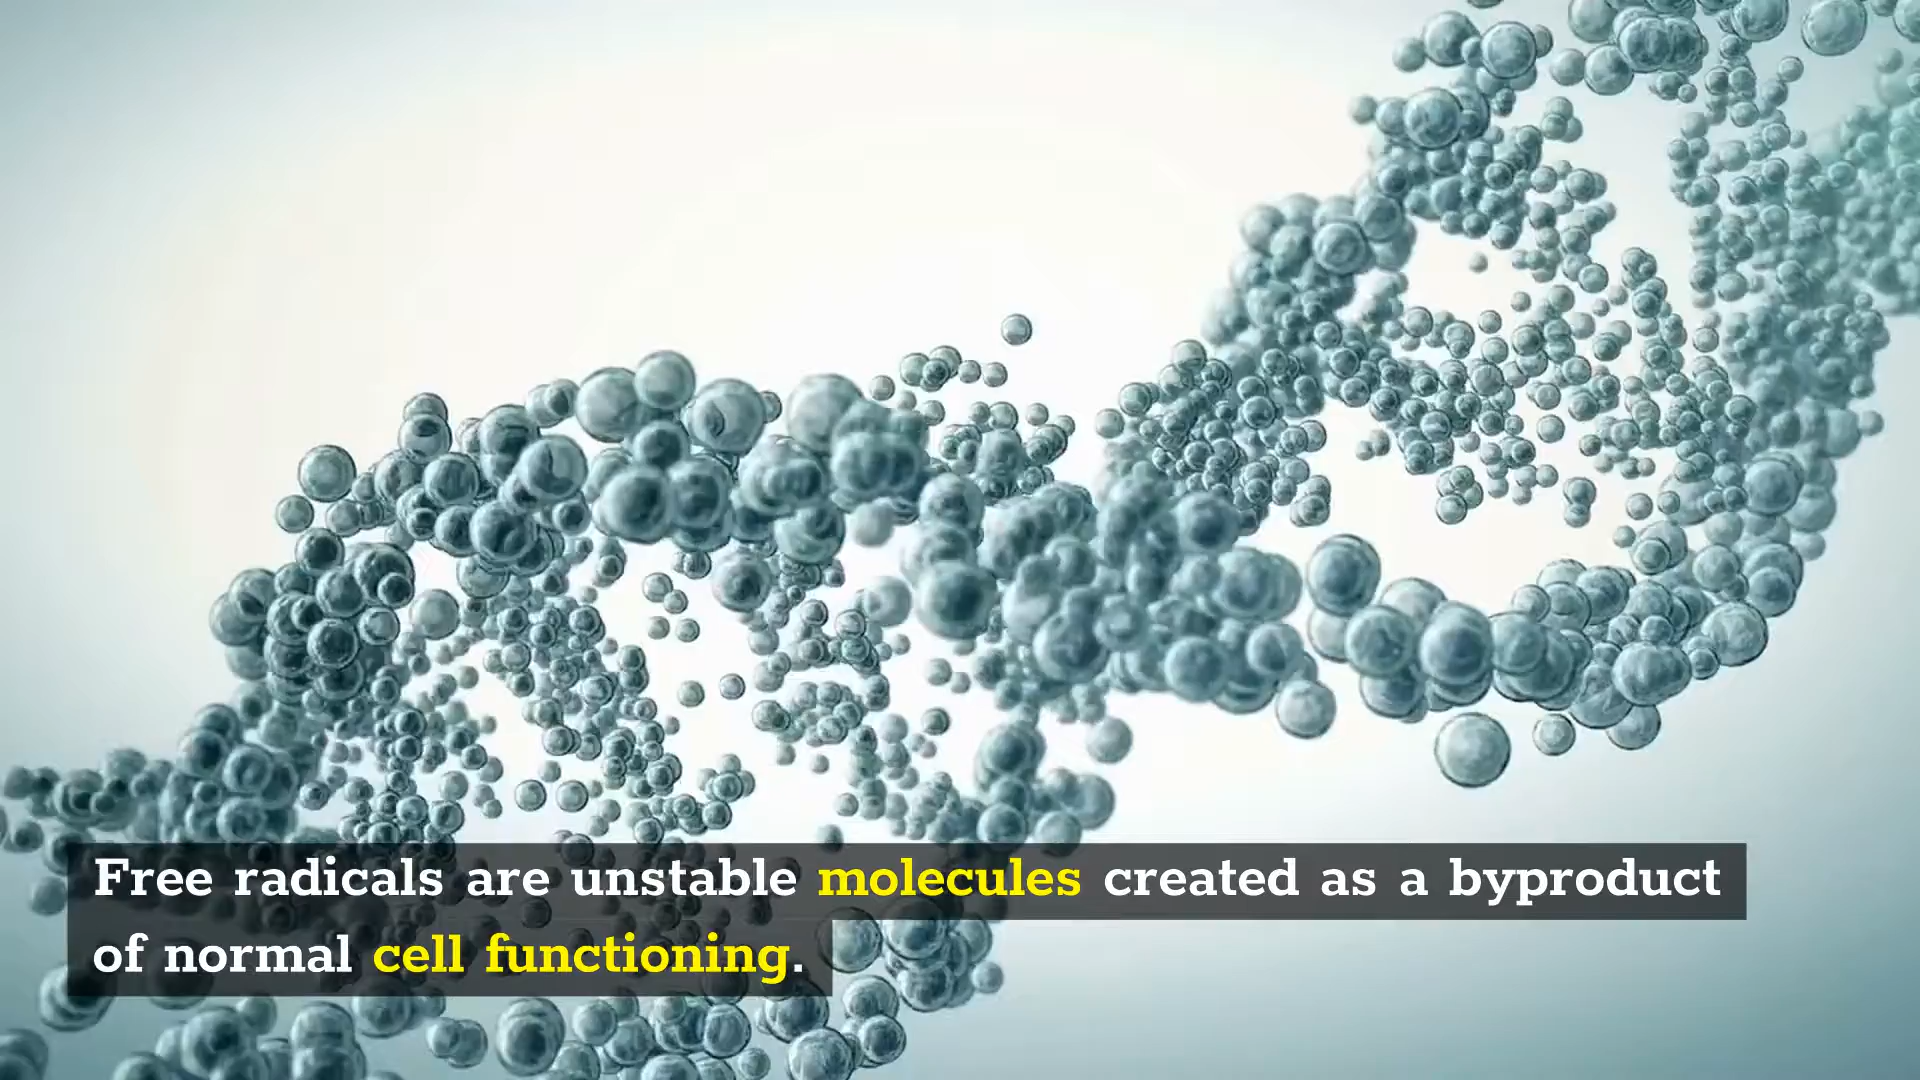 Free radicals are unstable molecules created as a byproduct
of normal cell functioning.